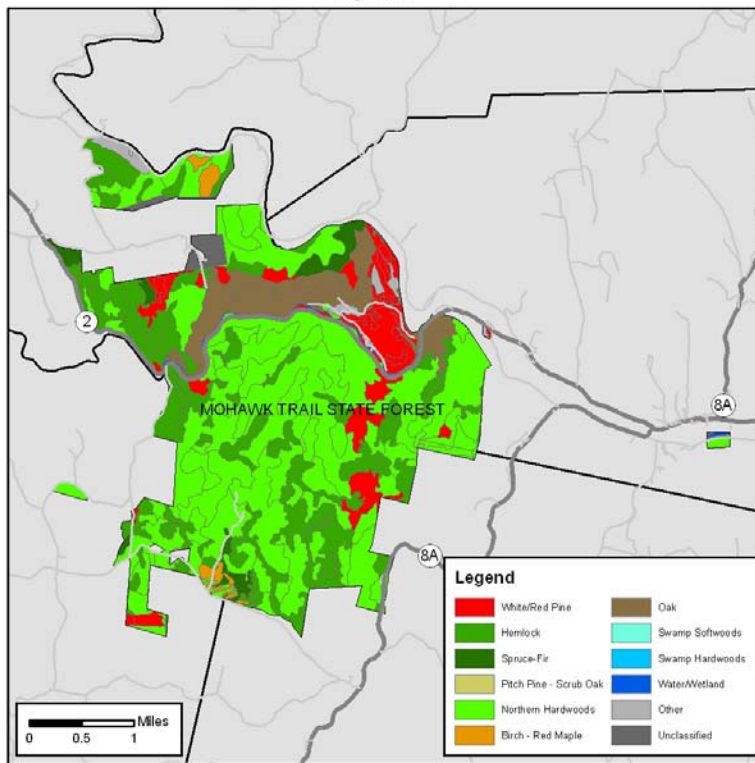 2
MOHAWK TRAIL STATE FOREST
8A
8A
Legend
White/Red Pine
Hemlock
Spruce-Fir
Pitch Pine - Scrub Oak
Northern Hardwoods
Birch - Red Maple
Oak
Swamp Softwoods
Swamp Hardwoods
Water/Wetland
Other
Unclassified
Miles
0 0.5 1